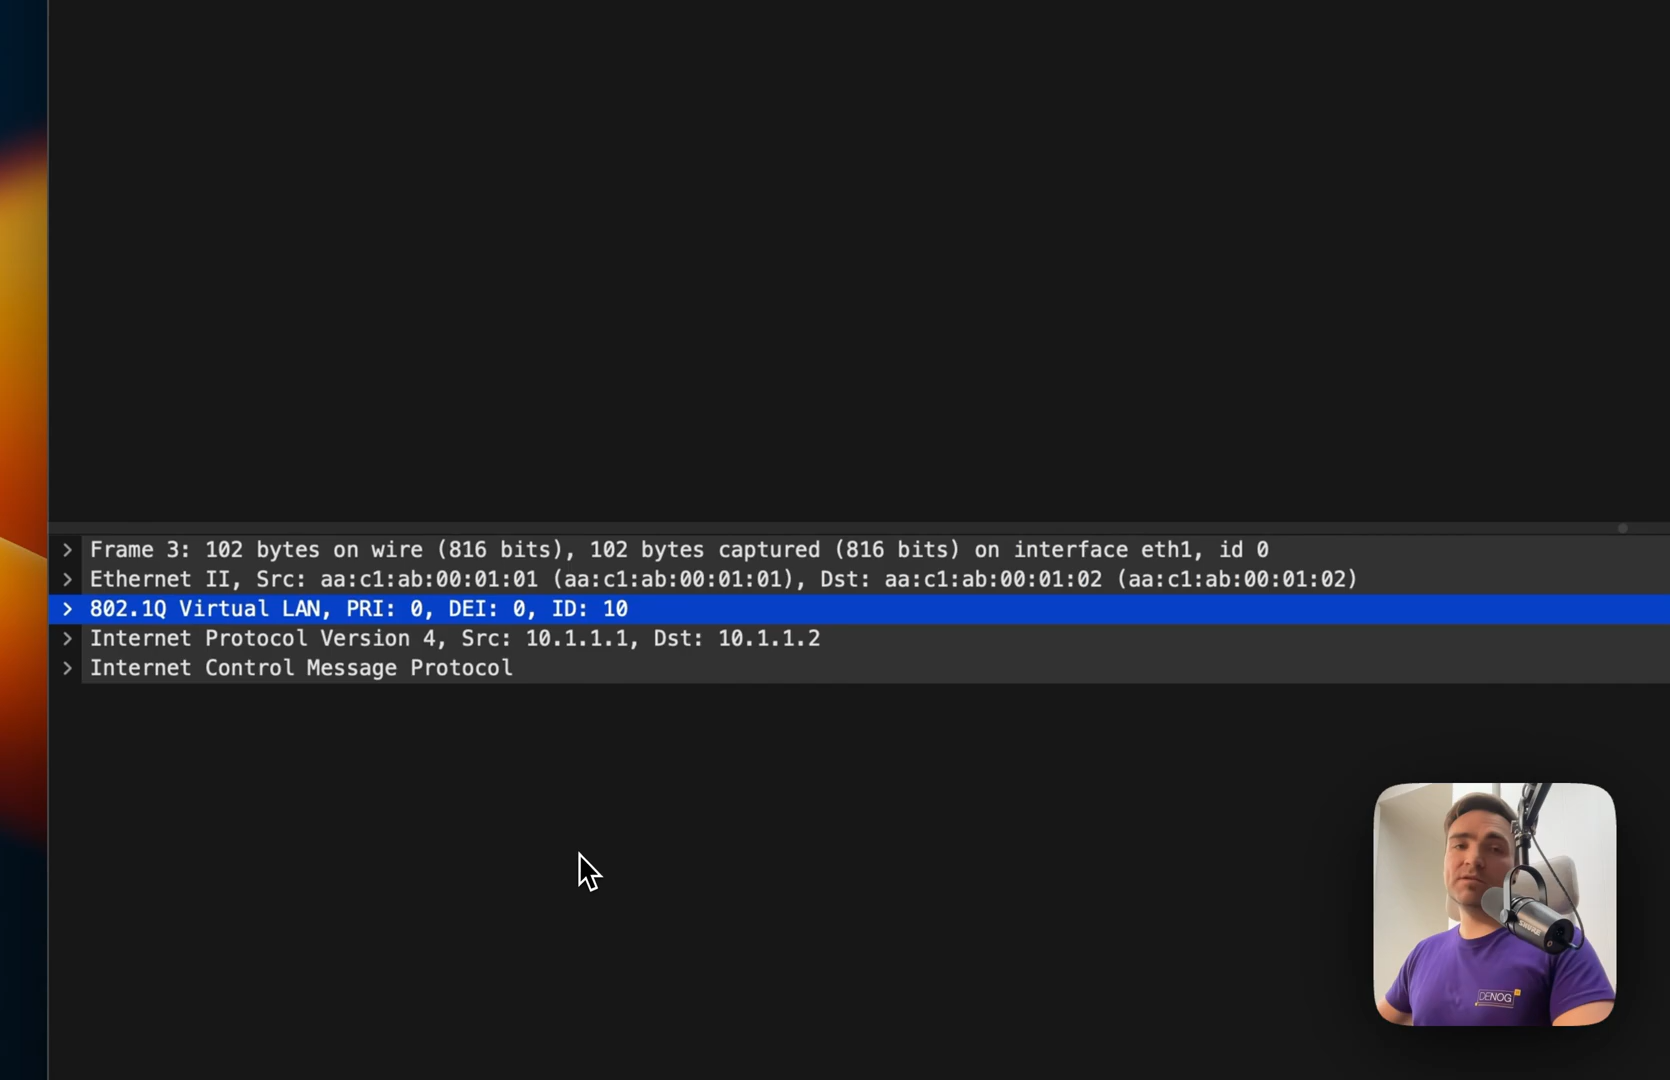 Frame 3: 102 bytes on wire (816 bits), 102 bytes captured (816 bits) on interface eth1, id 0
Ethernet II, Src: aa:c1:ab:00:01:01 (aa:c1:ab:00:01:01), Dst: aa:c1:ab:00:01:02 (aa:c1:ab:00:01:02)
802.1Q Virtual LAN, PRI: 0, DEI: 0, ID: 10
Internet Protocol Version 4, Src: 10.1.1.1, Dst: 10.1.1.2
Internet Control Message Protocol
DENOG